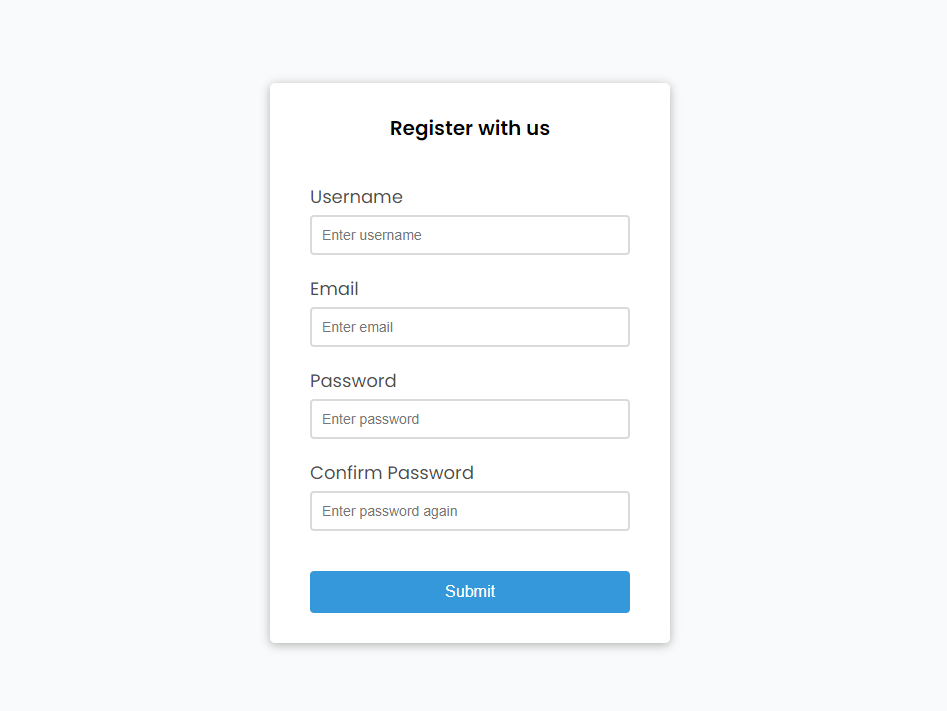 Register with us
Username
Enter username
Email
Enter email
Password
Enter password
Confirm Password
Enter password again
Submit